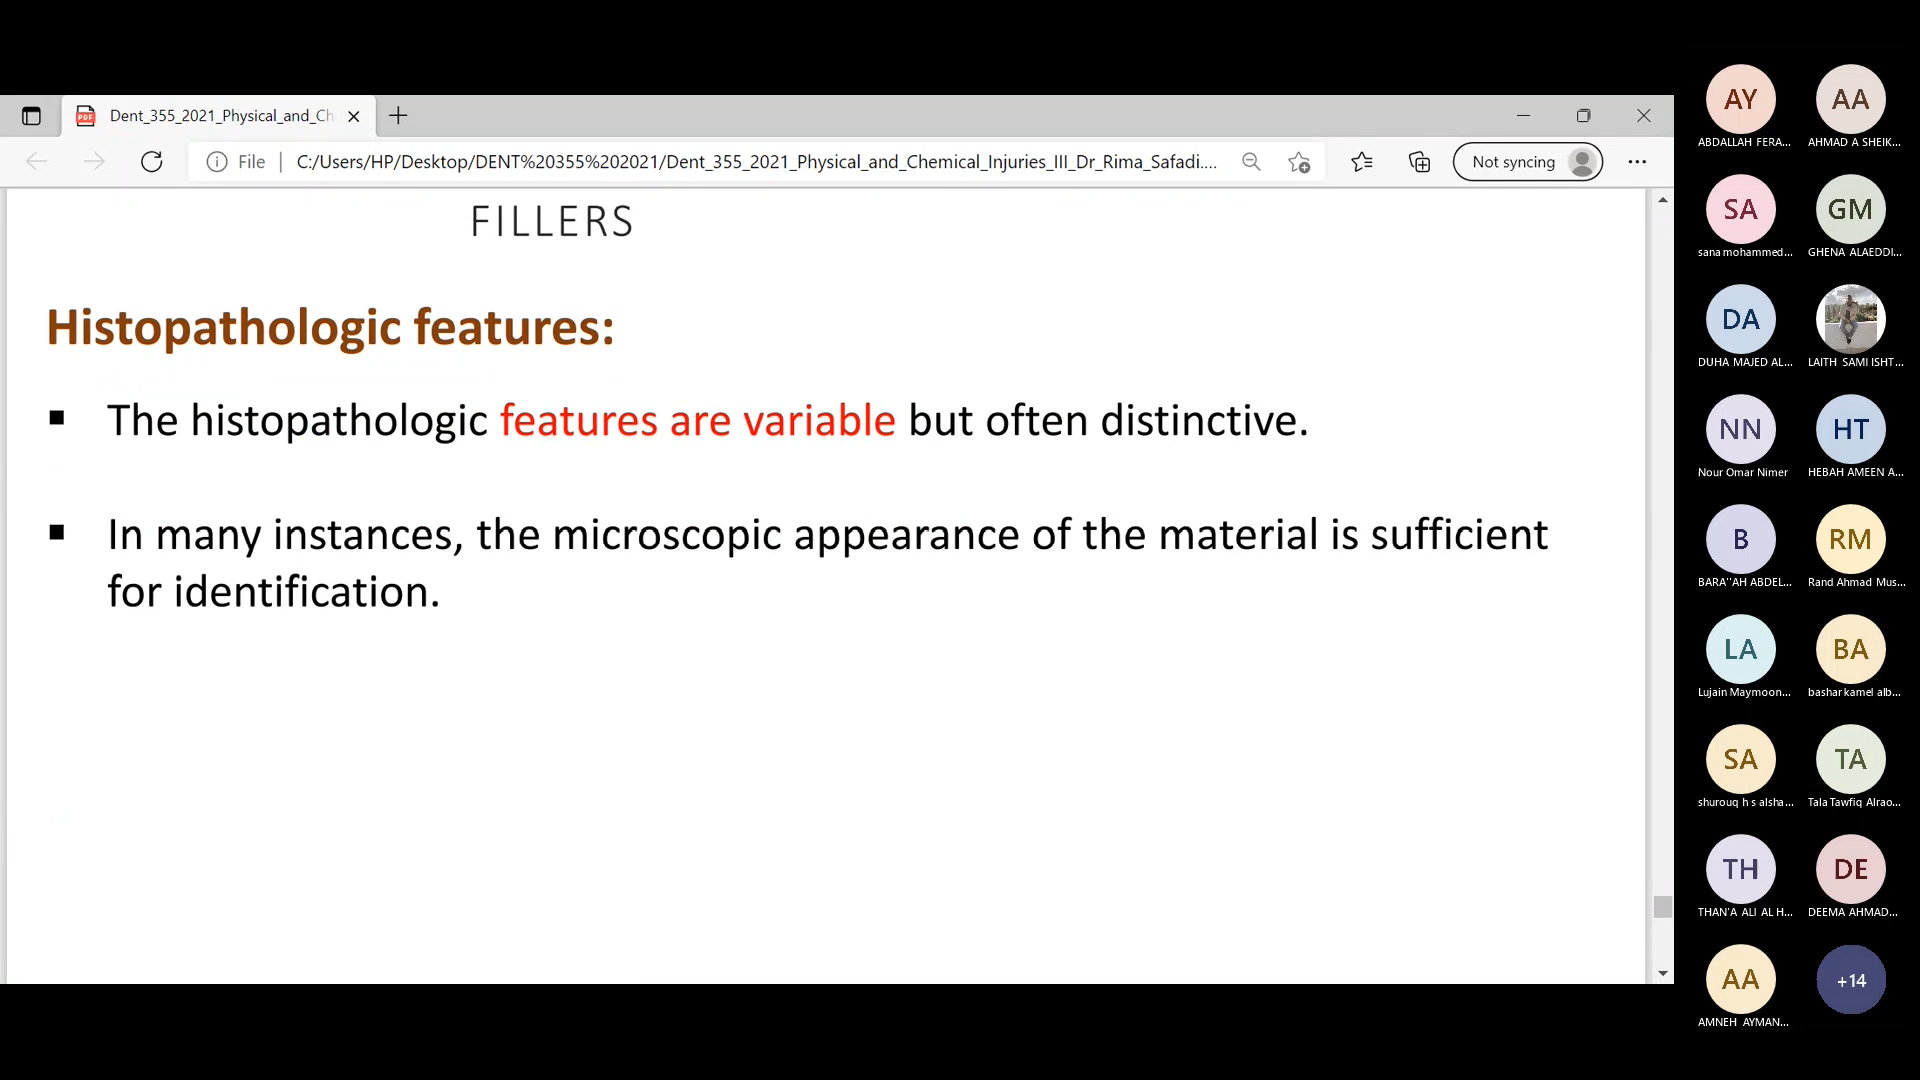 Dent_355_2021_Physical_and_Ch
File
C:/Users/HP/Desktop/DENT%20355%202021/Dent_355_2021_Physical_and_Chemical_Injuries_III_Dr_Rima_Safadi....
Not syncing
FILLERS
Histopathologic features:
▪ The histopathologic features are variable but often distinctive.
▪ In many instances, the microscopic appearance of the material is sufficient
for identification.
AY AA
ABDALLAH FERA... AHMAD A SHEIK...
SA GM
sana mohammed... GHENA ALAEDDI...
DA
DUHA MAJED AL... LAITH SAMI ISHT...
NN HT
Nour Omar Nimer HEBAH AMEEN A...
B RM
BARA''AH ABDEL... Rand Ahmad Mus...
LA BA
Lujain Maymoon... bashar kamel alb...
SA TA
shurouq h s alsha... Tala Tawfiq Alrao...
TH DE
THAN'A ALI AL H... DEEMA AHMAD...
AA +14
AMNEH AYMAN...